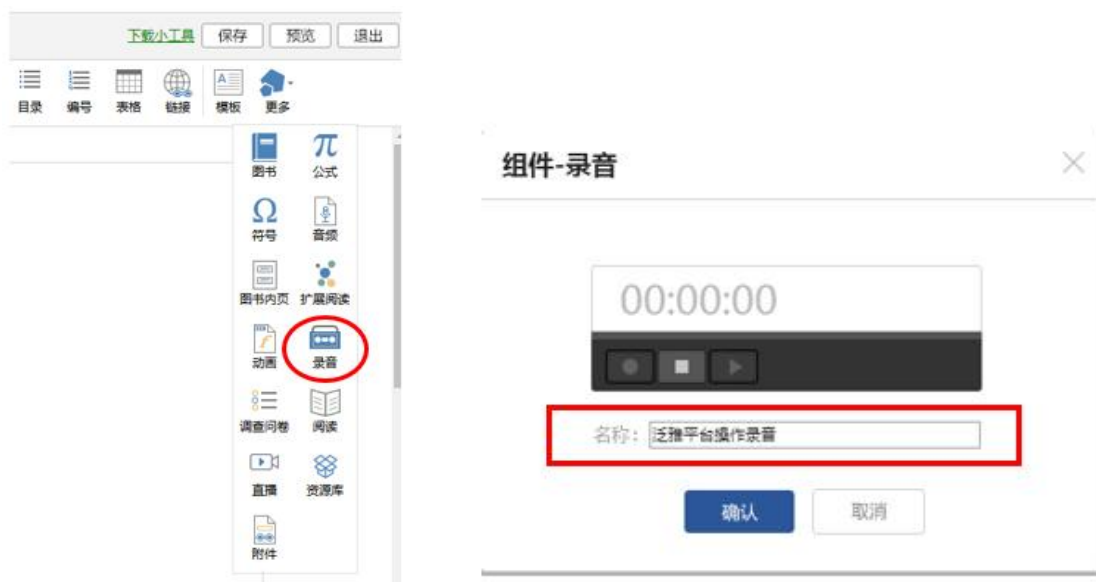 下载小工具 保存 预览 退出
目录 编号 表格 链接 模板 更多
图书 公式
符号 音频
图书内页 扩展阅读
动画 录音
调查问卷 阅读
直播 资源库
附件
组件-录音
00:00:00
名称: 泛雅平台操作录音
确认 取消